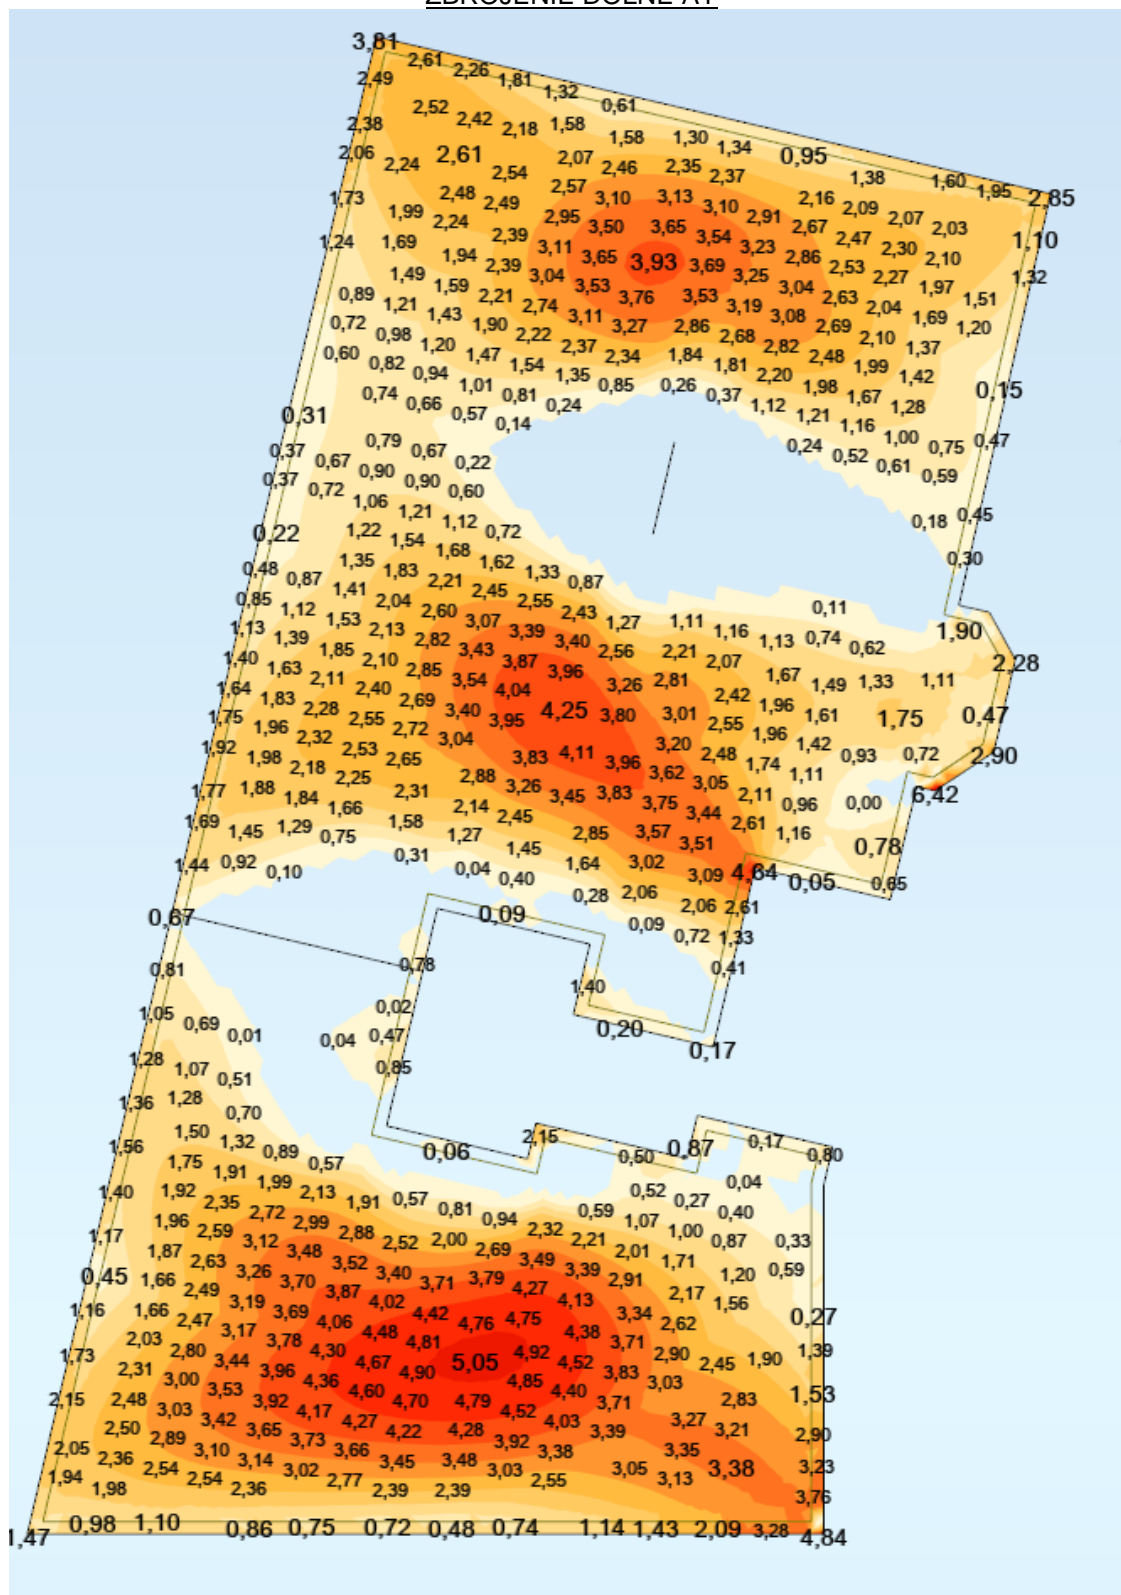 ZBROJENIE DOLNE
3,81
2,61 2,26 1,81 1,32 0,61
2,49
2,52 2,42 2,18 1,58 1,58 1,30 1,34 0,95
2,38
2,06 2,24 2,61 2,54 2,07 2,46 2,35 2,37 1,38 1,60 1,95 2,85
1,73 2,48 2,49 2,57 3,10 3,13 3,10 2,91 2,16 2,09 2,07 2,03 1,10
1,99 2,24 2,39 2,95 3,50 3,65 3,54 3,23 2,67 2,47 2,30 2,10
1,24 1,69 1,94 2,39 3,11 3,65 3,93 3,69 3,25 2,86 2,53 2,27 1,97 1,51 1,32
1,49 1,59 2,21 3,04 3,53 3,76 3,53 3,19 3,04 2,63 2,04 1,69 1,20
0,89 1,21 1,43 1,90 2,74 3,11 3,27 2,86 2,68 3,08 2,69 2,10 1,37
0,72 0,98 1,20 1,47 2,22 2,37 2,34 1,84 1,81 2,82 2,48 1,99 1,42
0,60 0,82 0,94 1,01 1,54 1,35 0,85 0,26 0,37 2,20 1,98 1,67 1,28 0,15
0,74 0,66 0,57 0,81 0,24 1,12 1,21 1,16 1,00 0,75 0,47
0,31 0,14
0,79 0,67 0,22 0,24 0,52 0,61 0,59
0,37 0,67 0,90 0,90 0,60
0,37 0,72 1,06 1,21 1,12 0,72 0,18 0,45
0,22 1,22 1,54 1,68 1,62 1,33 0,87 0,30
0,48 0,87 1,35 1,83 2,21 2,45 2,55 2,43 1,27 1,11 1,16 1,13 0,11
0,85 1,12 1,41 2,04 2,60 3,07 3,39 3,40 2,56 2,21 2,07 0,74 0,62 1,90
1,13 1,39 1,53 2,13 2,82 3,43 3,87 3,96 3,26 2,81 2,42 1,67 1,49 1,33 1,11 2,28
1,40 1,63 1,85 2,10 2,85 3,54 4,04 4,25 3,80 3,01 2,55 1,96 1,61 1,75 0,47
1,64 1,83 2,11 2,40 2,69 3,40 3,95 4,11 3,96 3,20 2,48 1,96 1,42 0,93 0,72 2,90
1,75 1,96 2,28 2,55 2,72 3,04 3,83 3,62 3,05 1,74 1,11
1,92 1,98 2,32 2,53 2,65 2,88 3,26 3,45 3,83 3,75 3,44 2,11 0,96 0,00 6,42
1,77 1,88 2,18 2,25 2,31 2,14 2,45 2,85 3,57 3,51 2,61 1,16 0,78
1,69 1,45 1,84 1,66 1,58 1,27 1,45 1,64 3,02 3,09 4,64 0,05 0,85
1,29 0,75 0,31 0,04 0,40 0,28 2,06 2,06 2,61
1,44 0,92 0,10
0,67 0,09 0,09 0,72 1,33
0,81 0,78 0,41
1,40
1,05 0,69 0,01 0,02 0,20
0,04 0,47 0,17
1,28 1,07 0,51 0,85
1,36 1,28 0,70
1,56 1,50 1,32 0,89 0,57 0,06 2,15 0,50 0,87 0,17 0,80
1,40 1,75 1,91 1,99 2,13 1,91 0,57 0,81 0,94 0,59 0,52 0,27 0,04
1,92 2,35 2,72 2,99 2,88 2,52 2,00 2,69 2,32 2,21 1,07 1,00 0,40
1,17 1,96 2,59 3,12 3,48 3,52 3,40 3,71 3,79 3,49 3,39 2,01 1,71 0,87 0,33
0,45 1,87 2,63 3,26 3,70 3,87 4,02 4,42 4,76 4,27 4,13 2,91 2,17 1,20 0,59
1,16 1,66 2,49 3,19 3,69 4,06 4,48 4,81 4,75 4,38 3,34 2,62 1,56 0,27
1,66 2,47 3,17 3,78 4,30 4,67 4,90 5,05 4,92 4,52 3,71 2,90 2,45 1,90 1,39
1,73 2,03 2,80 3,44 3,96 4,36 4,60 4,70 4,79 4,85 4,40 3,83 3,03 2,83 1,53
2,15 2,31 3,00 3,53 3,92 4,17 4,27 4,22 4,28 4,52 4,03 3,71 3,27 3,21 2,90
2,48 3,03 3,42 3,65 3,73 3,66 3,45 3,48 3,92 3,38 3,39 3,35 3,38 3,23
2,05 2,50 2,89 3,10 3,14 3,02 2,77 2,39 2,39 3,03 2,55 3,05 3,13 3,76
1,94 2,36 2,54 2,54 2,36
1,98
1,47 0,98 1,10 0,86 0,75 0,72 0,48 0,74 1,14 1,43 2,09 3,28 4,84